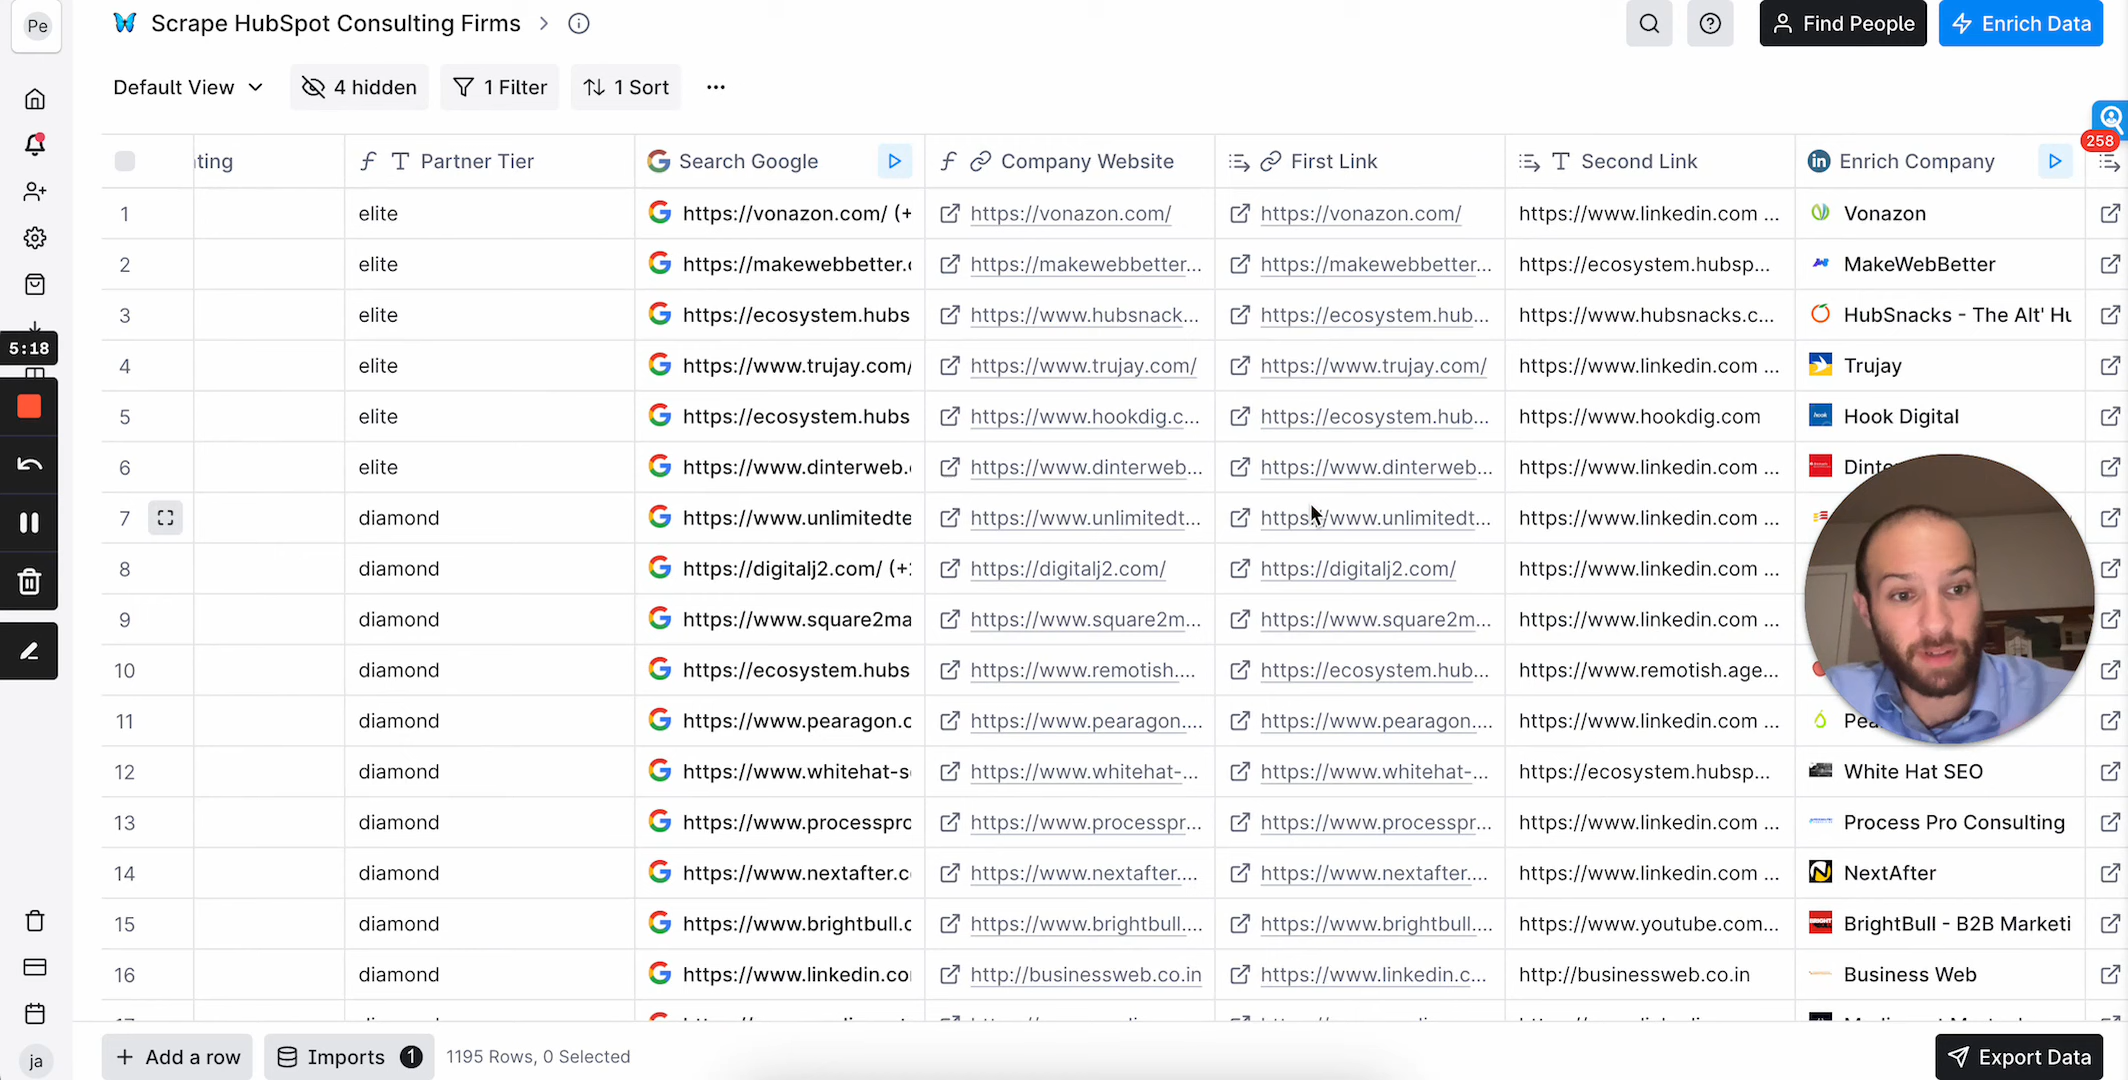 Pe
Scrape HubSpot Consulting Firms
Find People
Enrich Data
Default View
4 hidden
1 Filter
1 Sort
258
ting Partner Tier Search Google Company Website First Link Second Link Enrich Company
1 elite https://vonazon.com/ (+ https://vonazon.com/ https://vonazon.com/ https://www.linkedin.com ... Vonazon
2 elite https://makewebbetter.c https://makewebbetter... https://makewebbetter... https://ecosystem.hubsp... MakeWebBetter
3 elite https://ecosystem.hubs https://www.hubsnack... https://ecosystem.hub... https://www.hubsnacks.c... HubSnacks - The Alt' Hu
5:18
4 elite https://www.trujay.com/ https://www.trujay.com/ https://www.trujay.com/ https://www.linkedin.com ... Trujay
5 elite https://ecosystem.hubs https://www.hookdig.c... https://ecosystem.hub... https://www.hookdig.com Hook Digital
6 elite https://www.dinterweb. https://www.dinterweb... https://www.dinterweb... https://www.linkedin.com ... Dinte
7 diamond https://www.unlimitedte https://www.unlimitedt... https://www.unlimitedt... https://www.linkedin.com ...
8 diamond https://digitalj2.com/ (+ https://digitalj2.com/ https://digitalj2.com/ https://www.linkedin.com ...
9 diamond https://www.square2ma https://www.square2m... https://www.square2m... https://www.linkedin.com ...
10 diamond https://ecosystem.hubs https://www.remotish.... https://ecosystem.hub... https://www.remotish.age...
11 diamond https://www.pearagon.c https://www.pearagon.... https://www.pearagon.... https://www.linkedin.com ... Pea
12 diamond https://www.whitehat-s https://www.whitehat-... https://www.whitehat-... https://ecosystem.hubsp... White Hat SEO
13 diamond https://www.processpro https://www.processpr... https://www.processpr... https://www.linkedin.com ... Process Pro Consulting
14 diamond https://www.nextafter.c https://www.nextafter.... https://www.nextafter.... https://www.linkedin.com ... NextAfter
15 diamond https://www.brightbull.c https://www.brightbull.... https://www.brightbull.... https://www.youtube.com... BrightBull - B2B Marketi
16 diamond https://www.linkedin.co http://businessweb.co.in https://www.linkedin.c... http://businessweb.co.in Business Web
ja
Add a row
Imports 1
1195 Rows, 0 Selected
Export Data